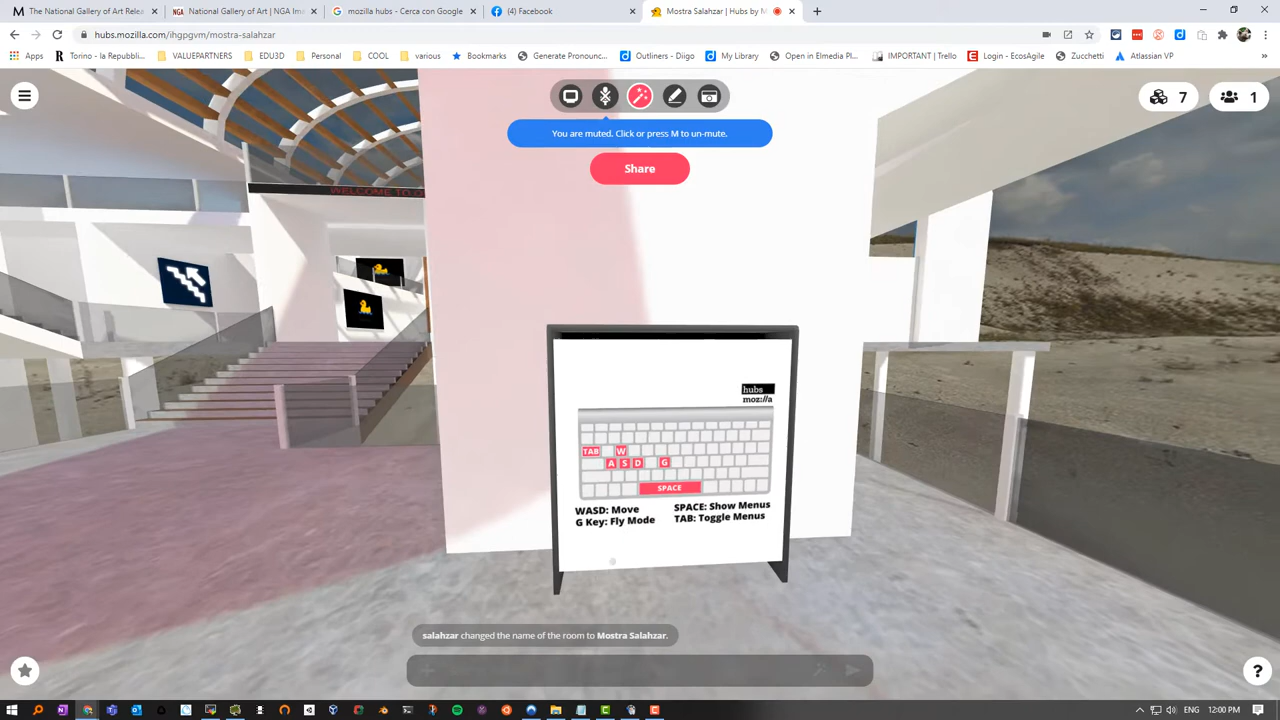 The National Gallery of Art Relea
National Gallery of Art | NGA Ima
mozilla hubs - Cerca con Google
(4) Facebook
Mostra Salahzar | Hubs by M
hubs.mozilla.com/ihgpgvm/mostra-salahzar
Apps
Torino - la Repubbli...
VALUEPARTNERS
EDU3D
Personal
COOL
various
Bookmarks
Generate Pronounc...
Outliners - Diigo
My Library
Open in Elmedia Pl...
IMPORTANT | Trello
Login - EcosAgile
Zucchetti
Atlassian VP
7
1
You are muted. Click or press M to un-mute.
Share
WELCOME TO
hubs
moz://a
TAB
W
A
S
D
G
SPACE
WASD: Move
G Key: Fly Mode
SPACE: Show Menus
TAB: Toggle Menus
salahzar changed the name of the room to Mostra Salahzar.
?
ENG
12:00 PM